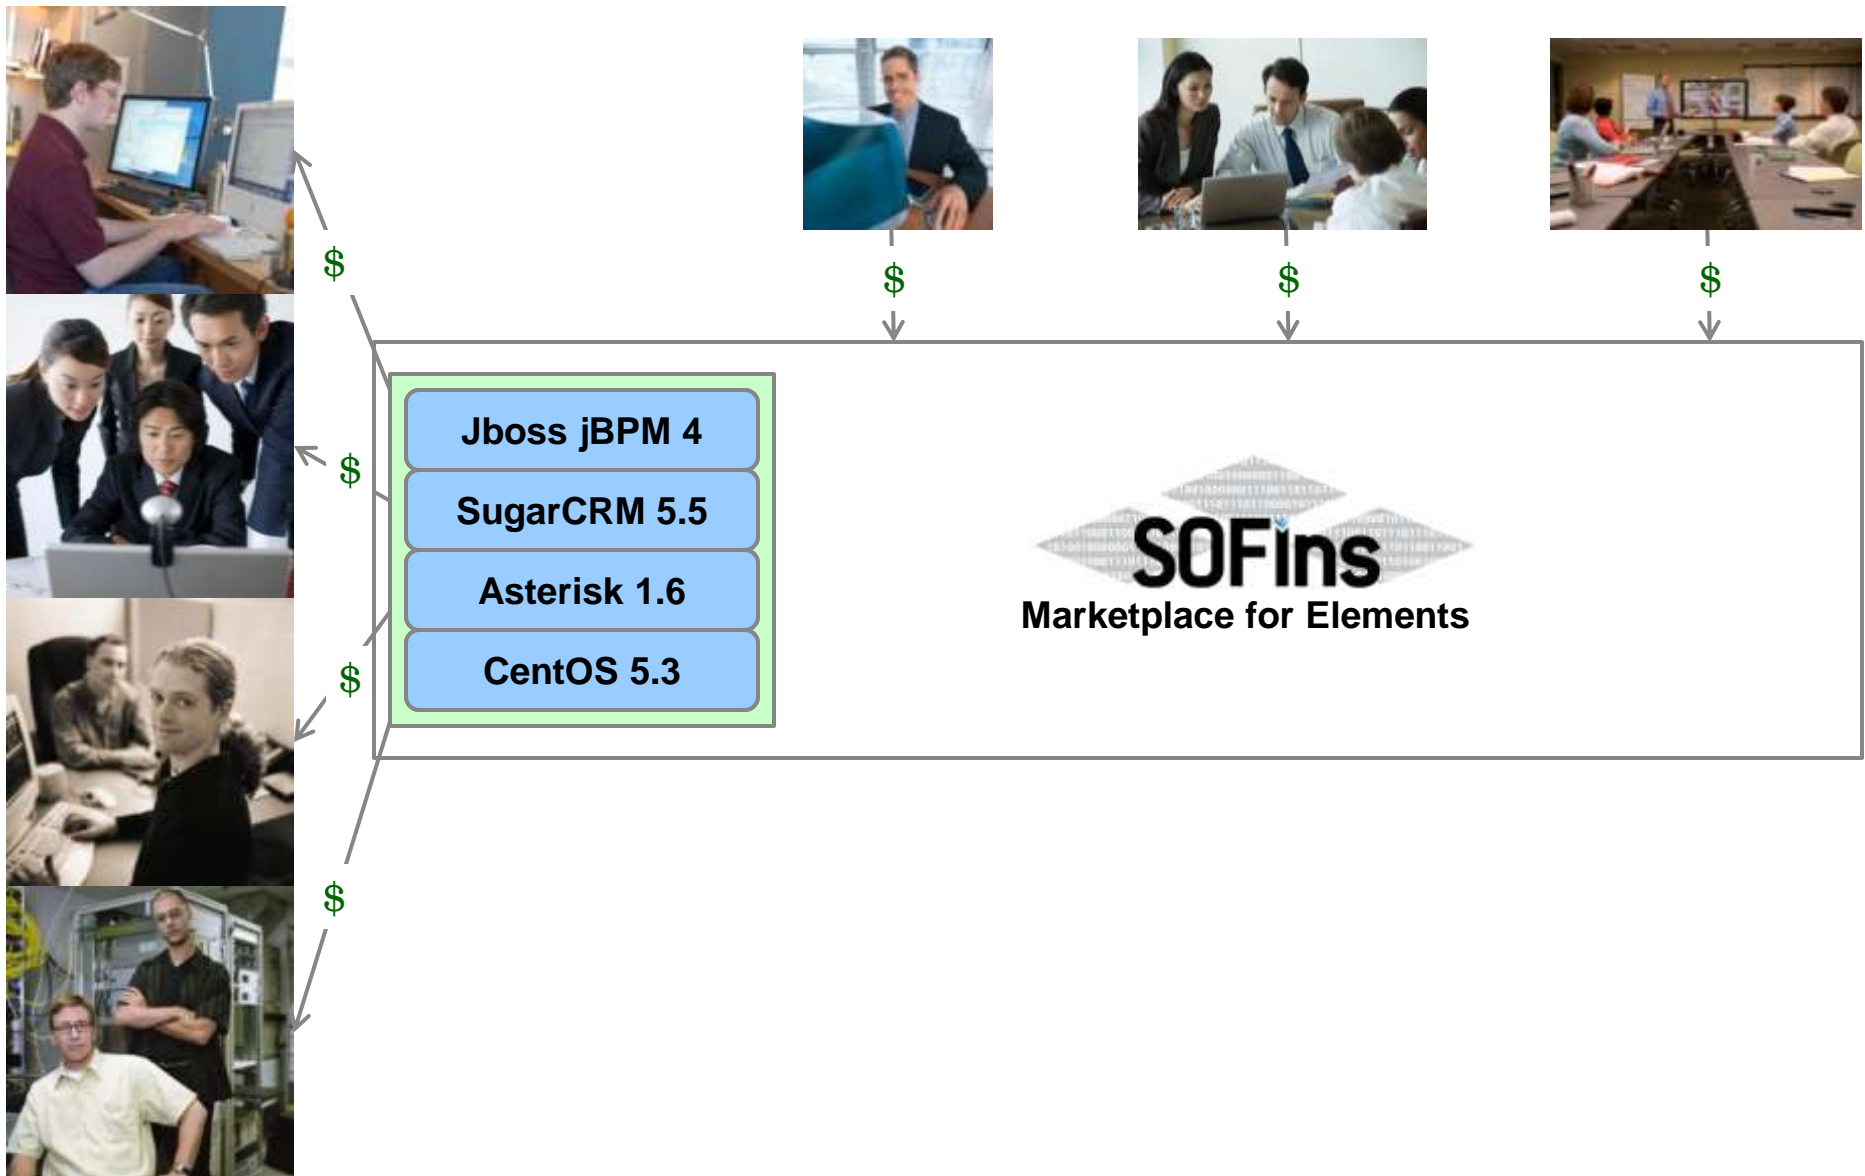 $
$
$
$
Jboss jBPM 4
SugarCRM 5.5
$
Asterisk 1.6
CentOS 5.3
$
$
SOFins
Marketplace for Elements